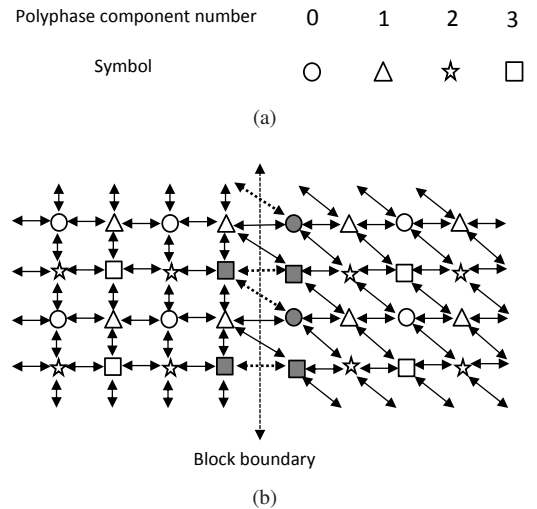 Polyphase component number 0 1 2 3
Symbol
(a)
Block boundary
(b)